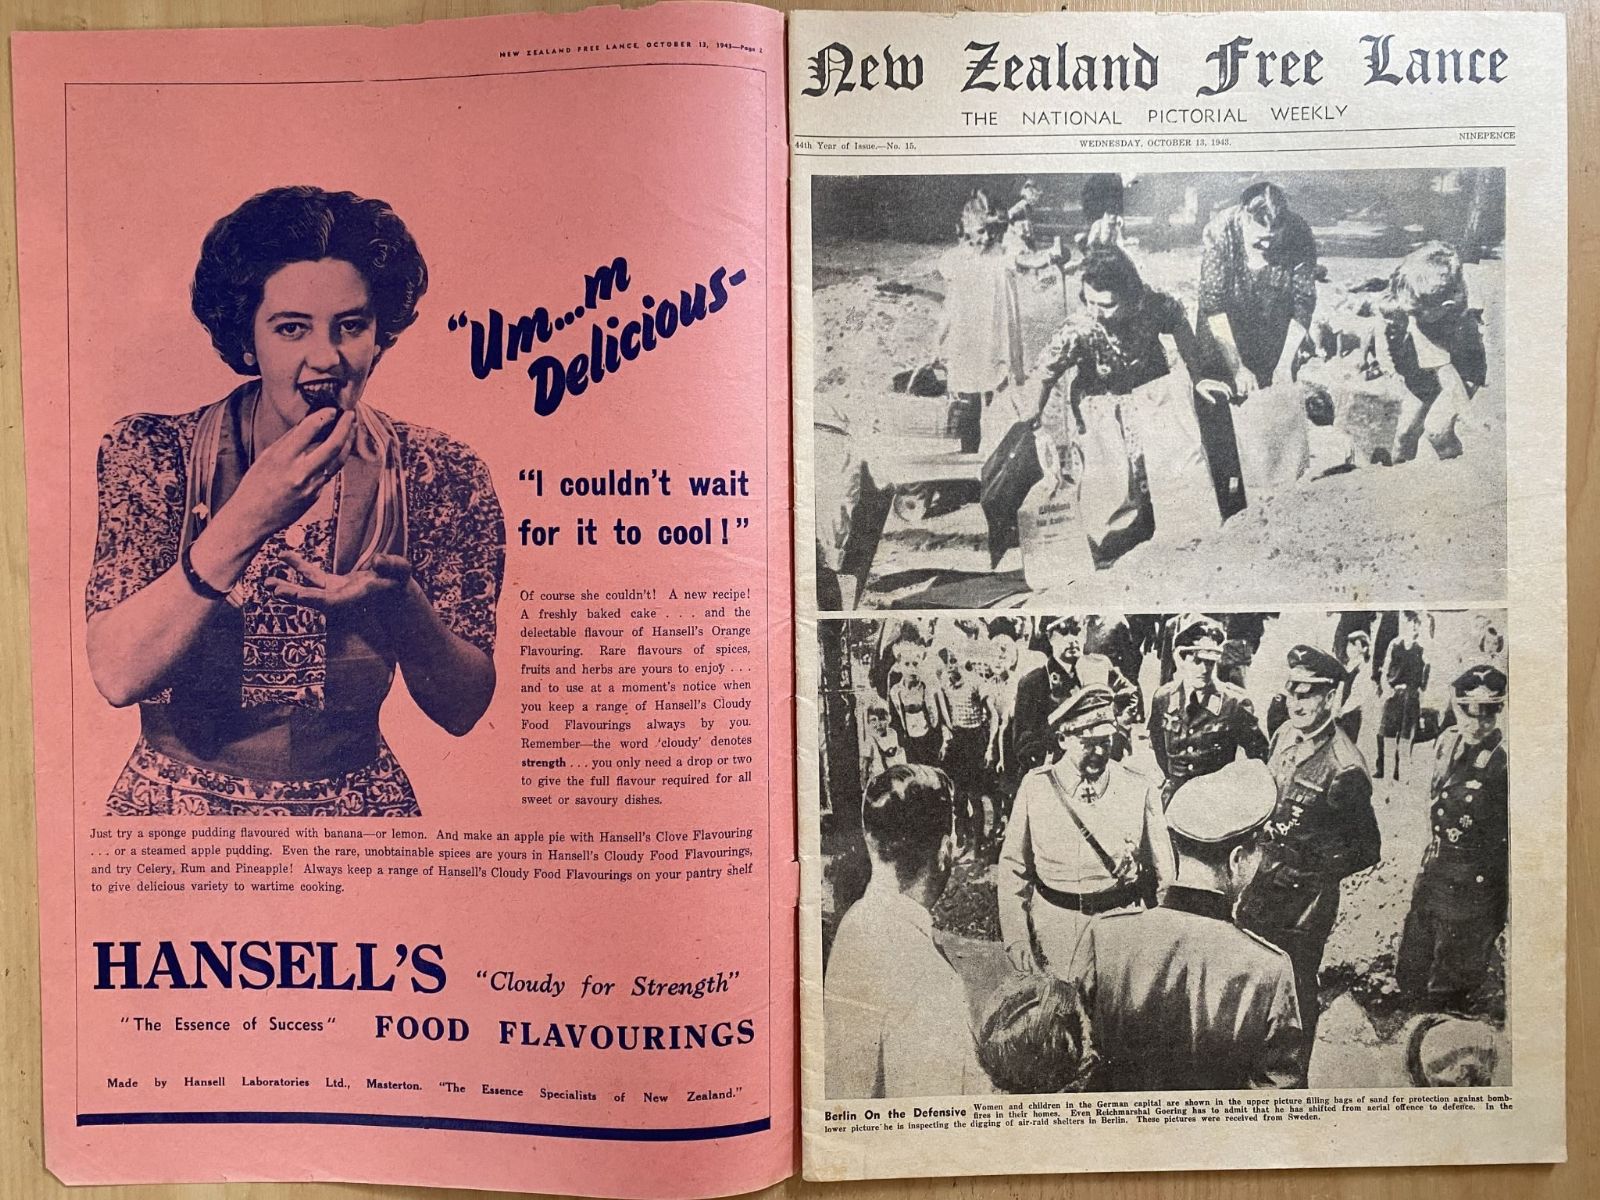 NEW ZEALAND FREE LANCE, OCTOBER 13, 1943—Page 2
"Um...m
Delicious-
"I couldn't wait
for it to cool!"
Of course she couldn't! A new recipe!
A freshly baked cake . . . and the
delectable flavour of Hansell's Orange
Flavouring. Rare flavours of spices,
fruits and herbs are yours to enjoy . . .
and to use at a moment's notice when
you keep a range of Hansell's Cloudy
Food Flavourings always by you.
Remember—the word 'cloudy' denotes
strength . . . you only need a drop or two
to give the full flavour required for all
sweet or savoury dishes.
Just try a sponge pudding flavoured with banana—or lemon. And make an apple pie with Hansell's Clove Flavouring
. . . or a steamed apple pudding. Even the rare, unobtainable spices are yours in Hansell's Cloudy Food Flavourings,
and try Celery, Rum and Pineapple! Always keep a range of Hansell's Cloudy Food Flavourings on your pantry shelf
to give delicious variety to wartime cooking.
HANSELL'S "Cloudy for Strength"
"The Essence of Success" FOOD FLAVOURINGS
Made by Hansell Laboratories Ltd., Masterton. "The Essence Specialists of New Zealand."
New Zealand Free Lance
THE NATIONAL PICTORIAL WEEKLY
44th Year of Issue.—No. 15. WEDNESDAY, OCTOBER 13, 1943. NINEPENCE
Berlin On the Defensive Women and children in the German capital are shown in the upper picture filling bags of sand for protection against bomb-
fires in their homes. Even Reichmarshal Goering has to admit that he has shifted from aerial offence to defence. In the
lower picture he is inspecting the digging of air-raid shelters in Berlin. These pictures were received from Sweden.